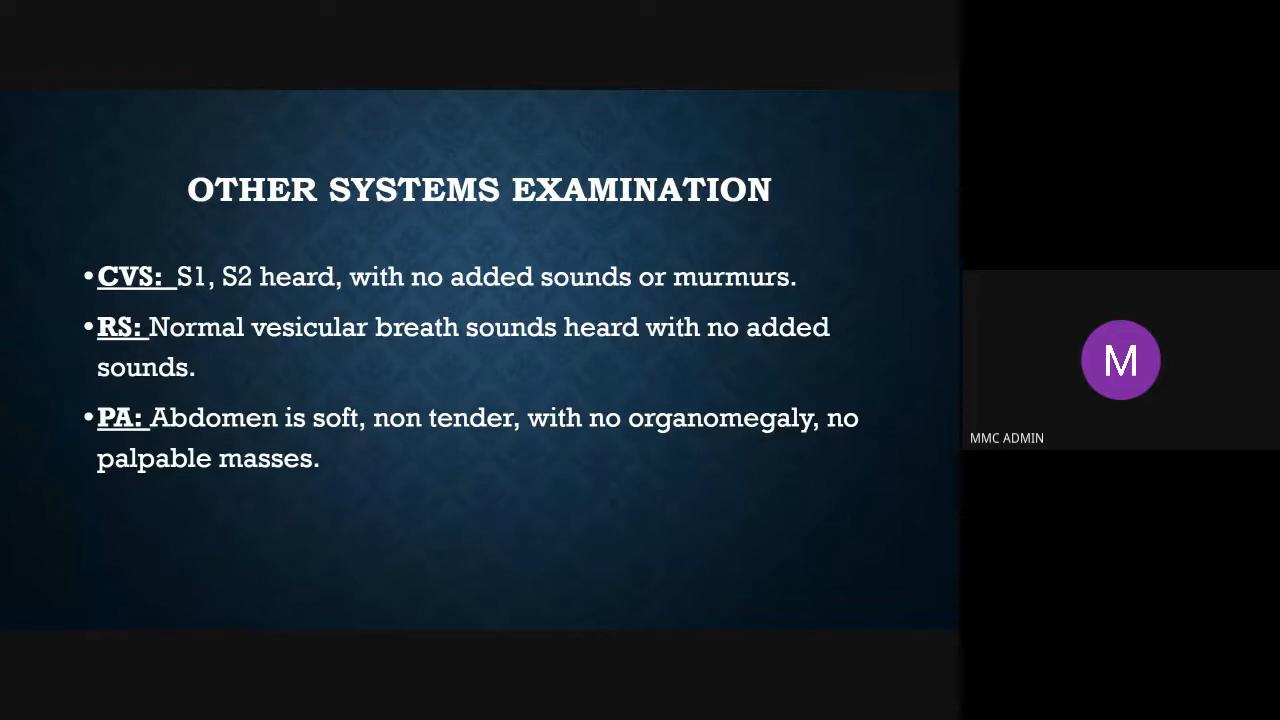 OTHER SYSTEMS EXAMINATION
•CVS: S1, S2 heard, with no added sounds or murmurs.
•RS: Normal vesicular breath sounds heard with no added
sounds.
•PA: Abdomen is soft, non tender, with no organomegaly, no
palpable masses.
M
MMC ADMIN